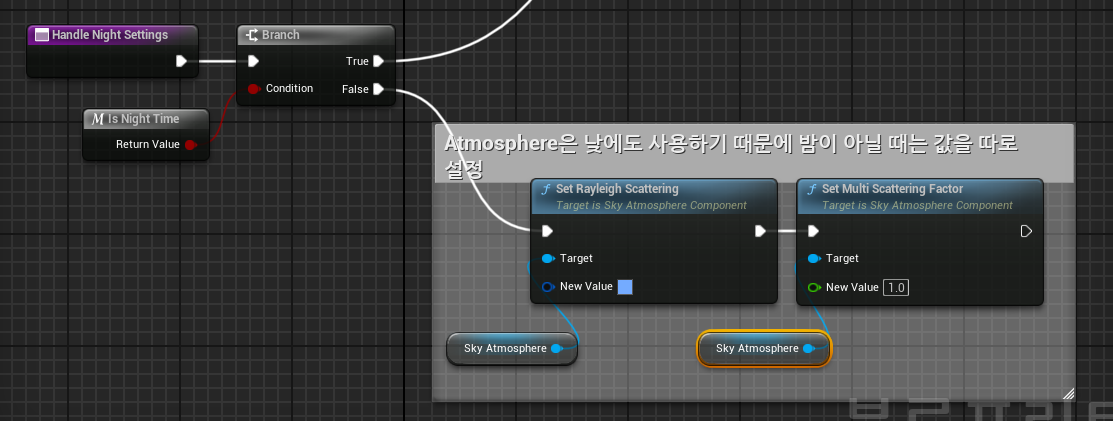 Handle Night Settings
Branch
True
Condition
False
Is Night Time
Return Value
Atmosphere은 낮에도 사용하기 때문에 밤이 아닐 때는 값을 따로
설정
Set Rayleigh Scattering
Target is Sky Atmosphere Component
Target
New Value
Sky Atmosphere
Set Multi Scattering Factor
Target is Sky Atmosphere Component
Target
New Value 1.0
Sky Atmosphere